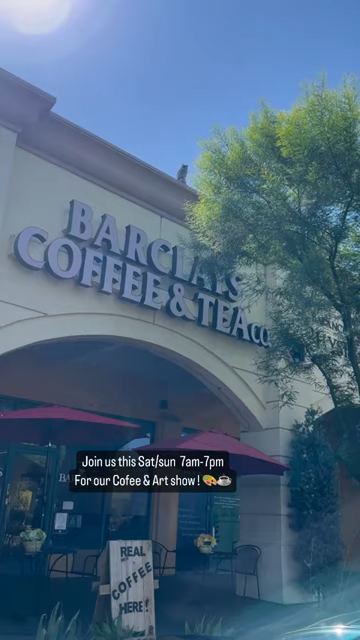 BARCLAYS
COFFEE & TEA CO
Join us this Sat/sun 7am-7pm
For our Cofee & Art show ! 🎨☕
REAL
COFFEE
HERE!